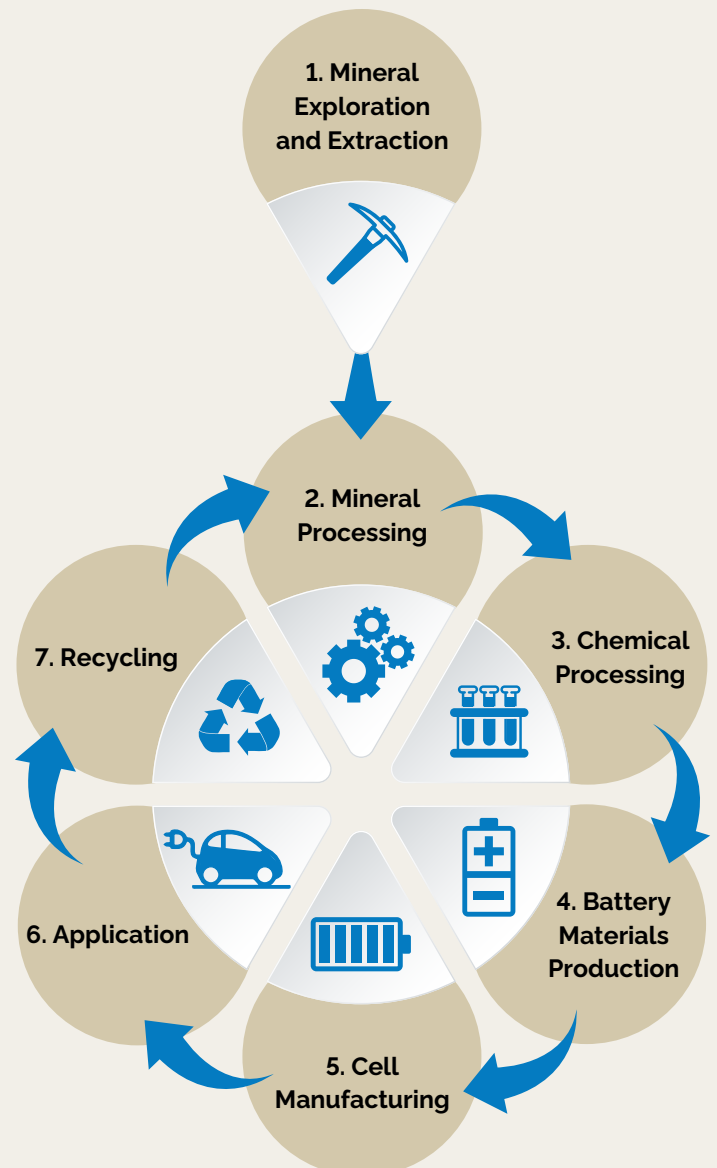 1. Mineral
Exploration
and Extraction
2. Mineral
Processing
3. Chemical
Processing
4. Battery
Materials
Production
5. Cell
Manufacturing
6. Application
7. Recycling